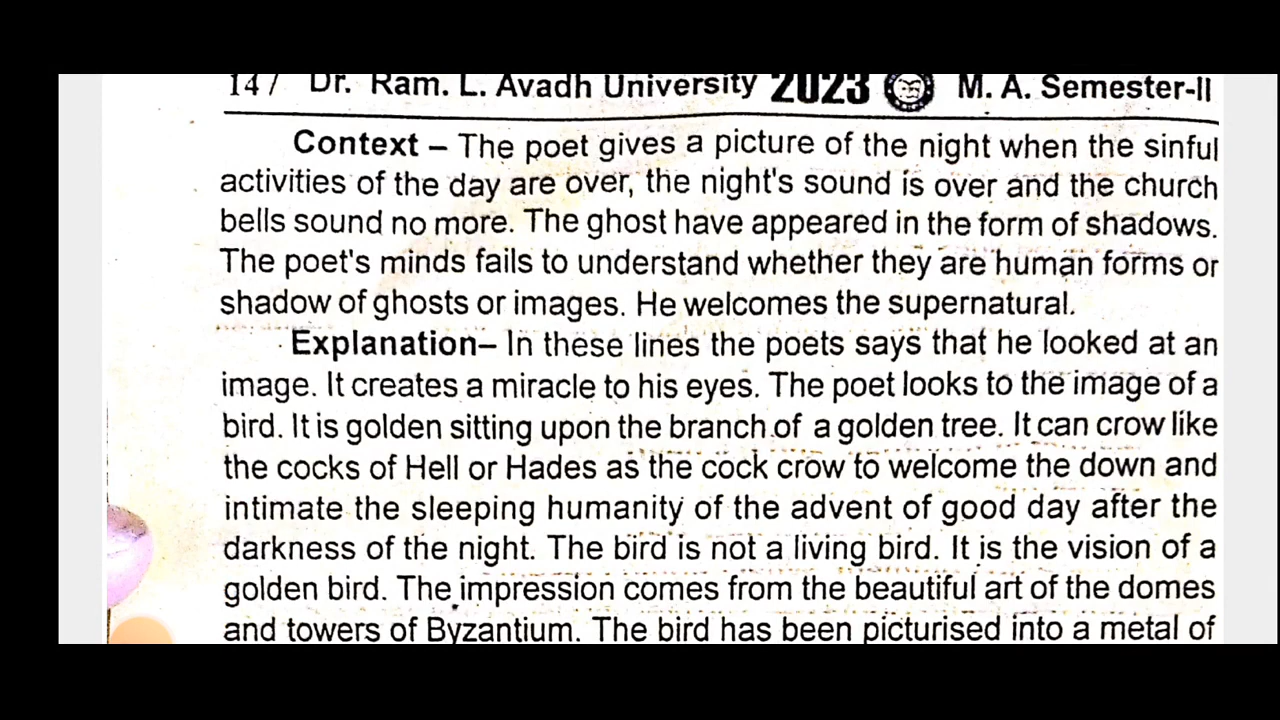 147 Dr. Ram. L. Avadh University 2023 M. A. Semester-II
Context – The poet gives a picture of the night when the sinful
activities of the day are over, the night's sound is over and the church
bells sound no more. The ghost have appeared in the form of shadows.
The poet's minds fails to understand whether they are human forms or
shadow of ghosts or images. He welcomes the supernatural.
Explanation– In these lines the poets says that he looked at an
image. It creates a miracle to his eyes. The poet looks to the image of a
bird. It is golden sitting upon the branch of a golden tree. It can crow like
the cocks of Hell or Hades as the cock crow to welcome the down and
intimate the sleeping humanity of the advent of good day after the
darkness of the night. The bird is not a living bird. It is the vision of a
golden bird. The impression comes from the beautiful art of the domes
and towers of Byzantium. The bird has been picturised into a metal of